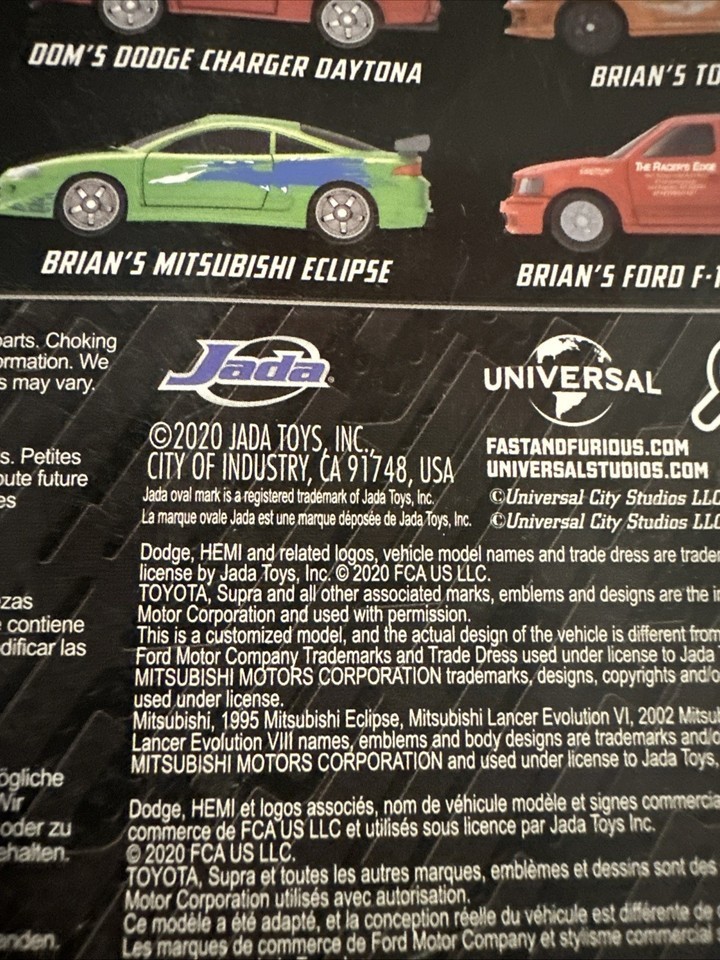 DOM'S DODGE CHARGER DAYTONA
BRIAN'S TO
THE RACER'S EDGE
BRIAN'S MITSUBISHI ECLIPSE
BRIAN'S FORD F-1
parts. Choking
ormation. We
s may vary.
s. Petites
oute future
es
zas
contiene
dificar las
ögliche
Wir
oder zu
ehalten.
anden.
Jada
UNIVERSAL
©2020 JADA TOYS, INC.,
CITY OF INDUSTRY, CA 91748, USA
Jada oval mark is a registered trademark of Jada Toys, Inc.
La marque ovale Jada est une marque déposée de Jada Toys, Inc.
FASTANDFURIOUS.COM
UNIVERSALSTUDIOS.COM
©Universal City Studios LLC
©Universal City Studios LLC
Dodge, HEMI and related logos, vehicle model names and trade dress are trader
license by Jada Toys, Inc. © 2020 FCA US LLC.
TOYOTA, Supra and all other associated marks, emblems and designs are the i
Motor Corporation and used with permission.
This is a customized model, and the actual design of the vehicle is different from
Ford Motor Company Trademarks and Trade Dress used under license to Jada T
MITSUBISHI MOTORS CORPORATION trademarks, designs, copyrights and/o
used under license.
Mitsubishi, 1995 Mitsubishi Eclipse, Mitsubishi Lancer Evolution VI, 2002 Mitsub
Lancer Evolution VIII names, emblems and body designs are trademarks and/o
MITSUBISHI MOTORS CORPORATION and used under license to Jada Toys,
Dodge, HEMI et logos associés, nom de véhicule modèle et signes commercia
commerce de FCA US LLC et utilisés sous licence par Jada Toys Inc.
© 2020 FCA US LLC.
TOYOTA, Supra et toutes les autres marques, emblèmes et dessins sont des
Motor Corporation utilisés avec autorisation.
Ce modèle a été adapté, et la conception réelle du véhicule est différente de
Les marques de commerce de Ford Motor Company et stylisme commercial